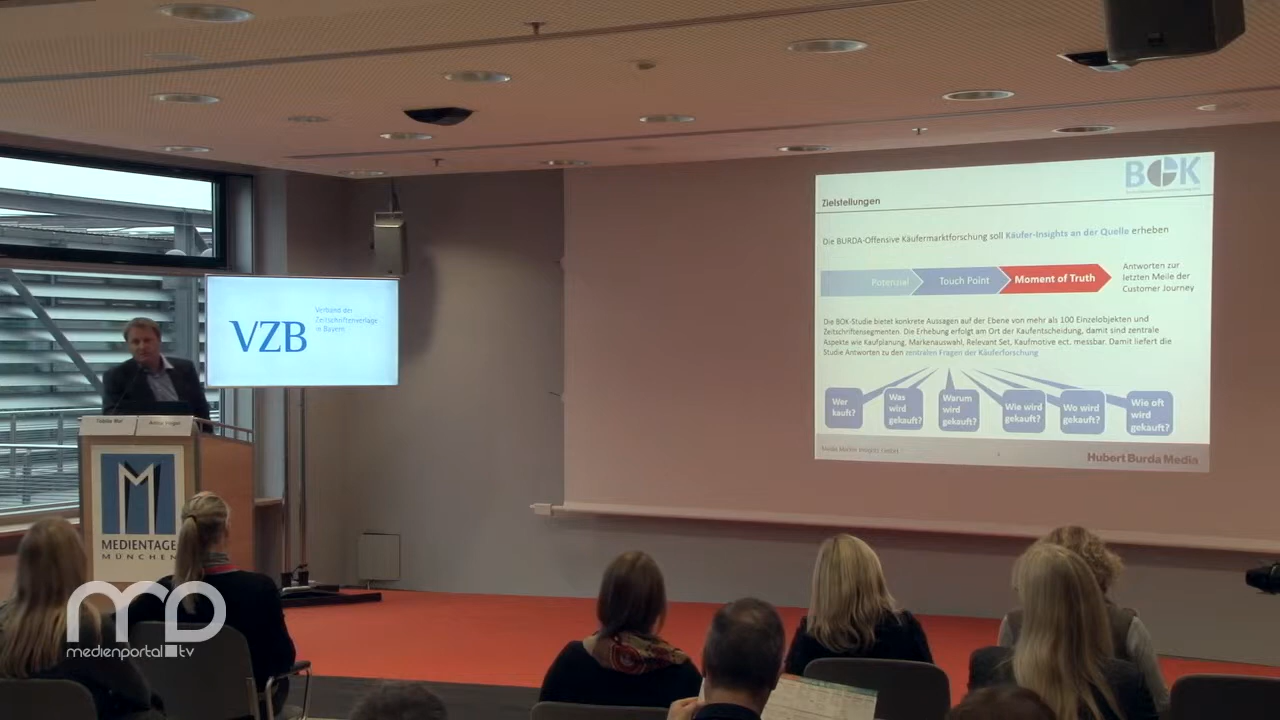 BOK
Zielstellungen
Die BURDA-Offensive Käufermarktforschung soll Käufer-Insights an der Quelle erheben
Potenzial
Touch Point
Moment of Truth
Antworten zur
letzten Meile der
Customer Journey
Die BOK-Studie bietet konkrete Aussagen auf der Ebene von mehr als 100 Einzelobjekten und
Zeitschriftensegmenten. Die Erhebung erfolgt am Ort der Kaufentscheidung, damit sind zentrale
Aspekte wie Kaufplanung, Markenauswahl, Relevant Set, Kaufmotive ect. messbar. Damit liefert die
Studie Antworten zu den zentralen Fragen der Käuferforschung
Wer
kauft?
Was
wird
gekauft?
Warum
wird
gekauft?
Wie wird
gekauft?
Wo wird
gekauft?
Wie oft
wird
gekauft?
Hubert Burda Media
VZB
Verband der
Zeitschriftenverlage
in Bayern
M
MEDIENTAGE
MÜNCHEN
medienportal.tv